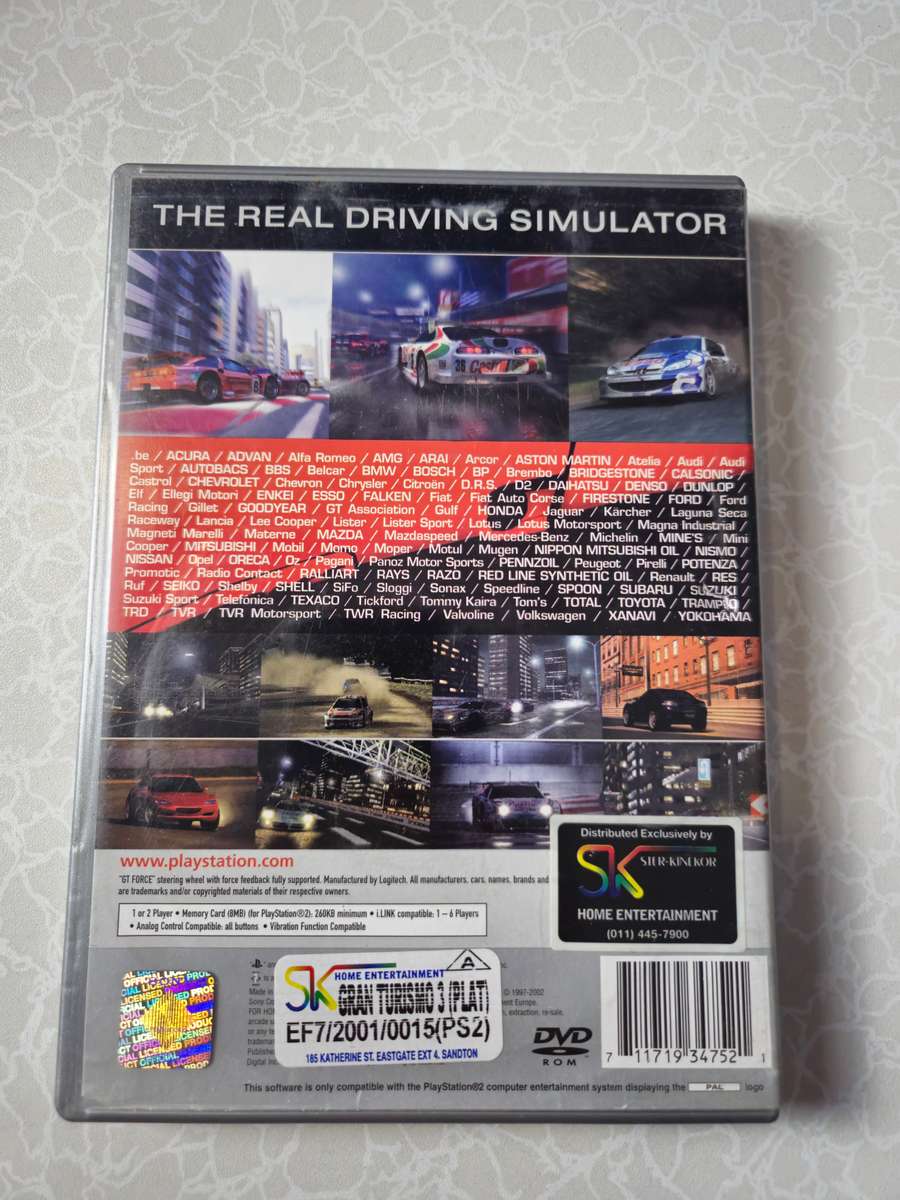 THE REAL DRIVING SIMULATOR
36
8
.be / ACURA / ADVAN / Alfa Romeo / AMG / ARAI / Arcor / ASTON MARTIN / Atelia / Audi / Audi
Sport / AUTOBACS / BBS / Belcar / BMW / BOSCH / BP / Brembo / BRIDGESTONE / CALSONIC /
Castrol / CHEVROLET / Chevron / Chrysler / Citroën / D.R.S. / D2 / DAIHATSU / DENSO / DUNLOP /
Elf / Ellegi Motori / ENKEI / ESSO / FALKEN / Fiat / Fiat Auto Corse / FIRESTONE / FORD / Ford
Racing / Gillet / GOODYEAR / GT Association / Gulf / HONDA / Jaguar / Kärcher / Laguna Seca
Raceway / Lancia / Lee Cooper / Lister / Lister Sport / Lotus / Lotus Motorsport / Magna Industrial /
Magneti Marelli / Materne / MAZDA / Mazdaspeed / Mercedes-Benz / Michelin / MINE'S / Mini
Cooper / MITSUBISHI / Mobil / Momo / Moper / Motul / Mugen / NIPPON MITSUBISHI OIL / NISMO /
NISSAN / Opel / ORECA / Oz / Pagani / Panoz Motor Sports / PENNZOIL / Peugeot / Pirelli / POTENZA /
Promotic / Radio Contact / RALLIART / RAYS / RAZO / RED LINE SYNTHETIC OIL / Renault / RES /
Ruf / SEIKO / Shelby / SHELL / SiFo / Sloggi / Sonax / Speedline / SPOON / SUBARU / SUZUKI /
Suzuki Sport / Telefónica / TEXACO / Tickford / Tommy Kaira / Tom's / TOTAL / TOYOTA / TRAMPIO /
TRD / TVR / TVR Motorsport / TWR Racing / Valvoline / Volkswagen / XANAVI / YOKOHAMA
www.playstation.com
"GT FORCE" steering wheel with force feedback fully supported. Manufactured by Logitech. All manufacturers, cars, names, brands and
are trademarks and/or copyrighted materials of their respective owners.
1 or 2 Player • Memory Card (8MB) (for PlayStation®2): 260KB minimum • i.LINK compatible: 1 – 6 Players
• Analog Control Compatible: all buttons • Vibration Function Compatible
Distributed Exclusively by
SK STER-KINEKOR
HOME ENTERTAINMENT
(011) 445-7900
SK HOME ENTERTAINMENT A
GRAN TURISMO 3 (PLAT)
EF7/2001/0015(PS2)
185 KATHERINE ST. EASTGATE EXT 4, SANDTON
OFFICIAL LICENSED PRODUCT
© 1997-2002
Europe.
extraction, re-sale,
DVD
ROM
7 11719 34752 1
This software is only compatible with the PlayStation®2 computer entertainment system displaying the PAL logo